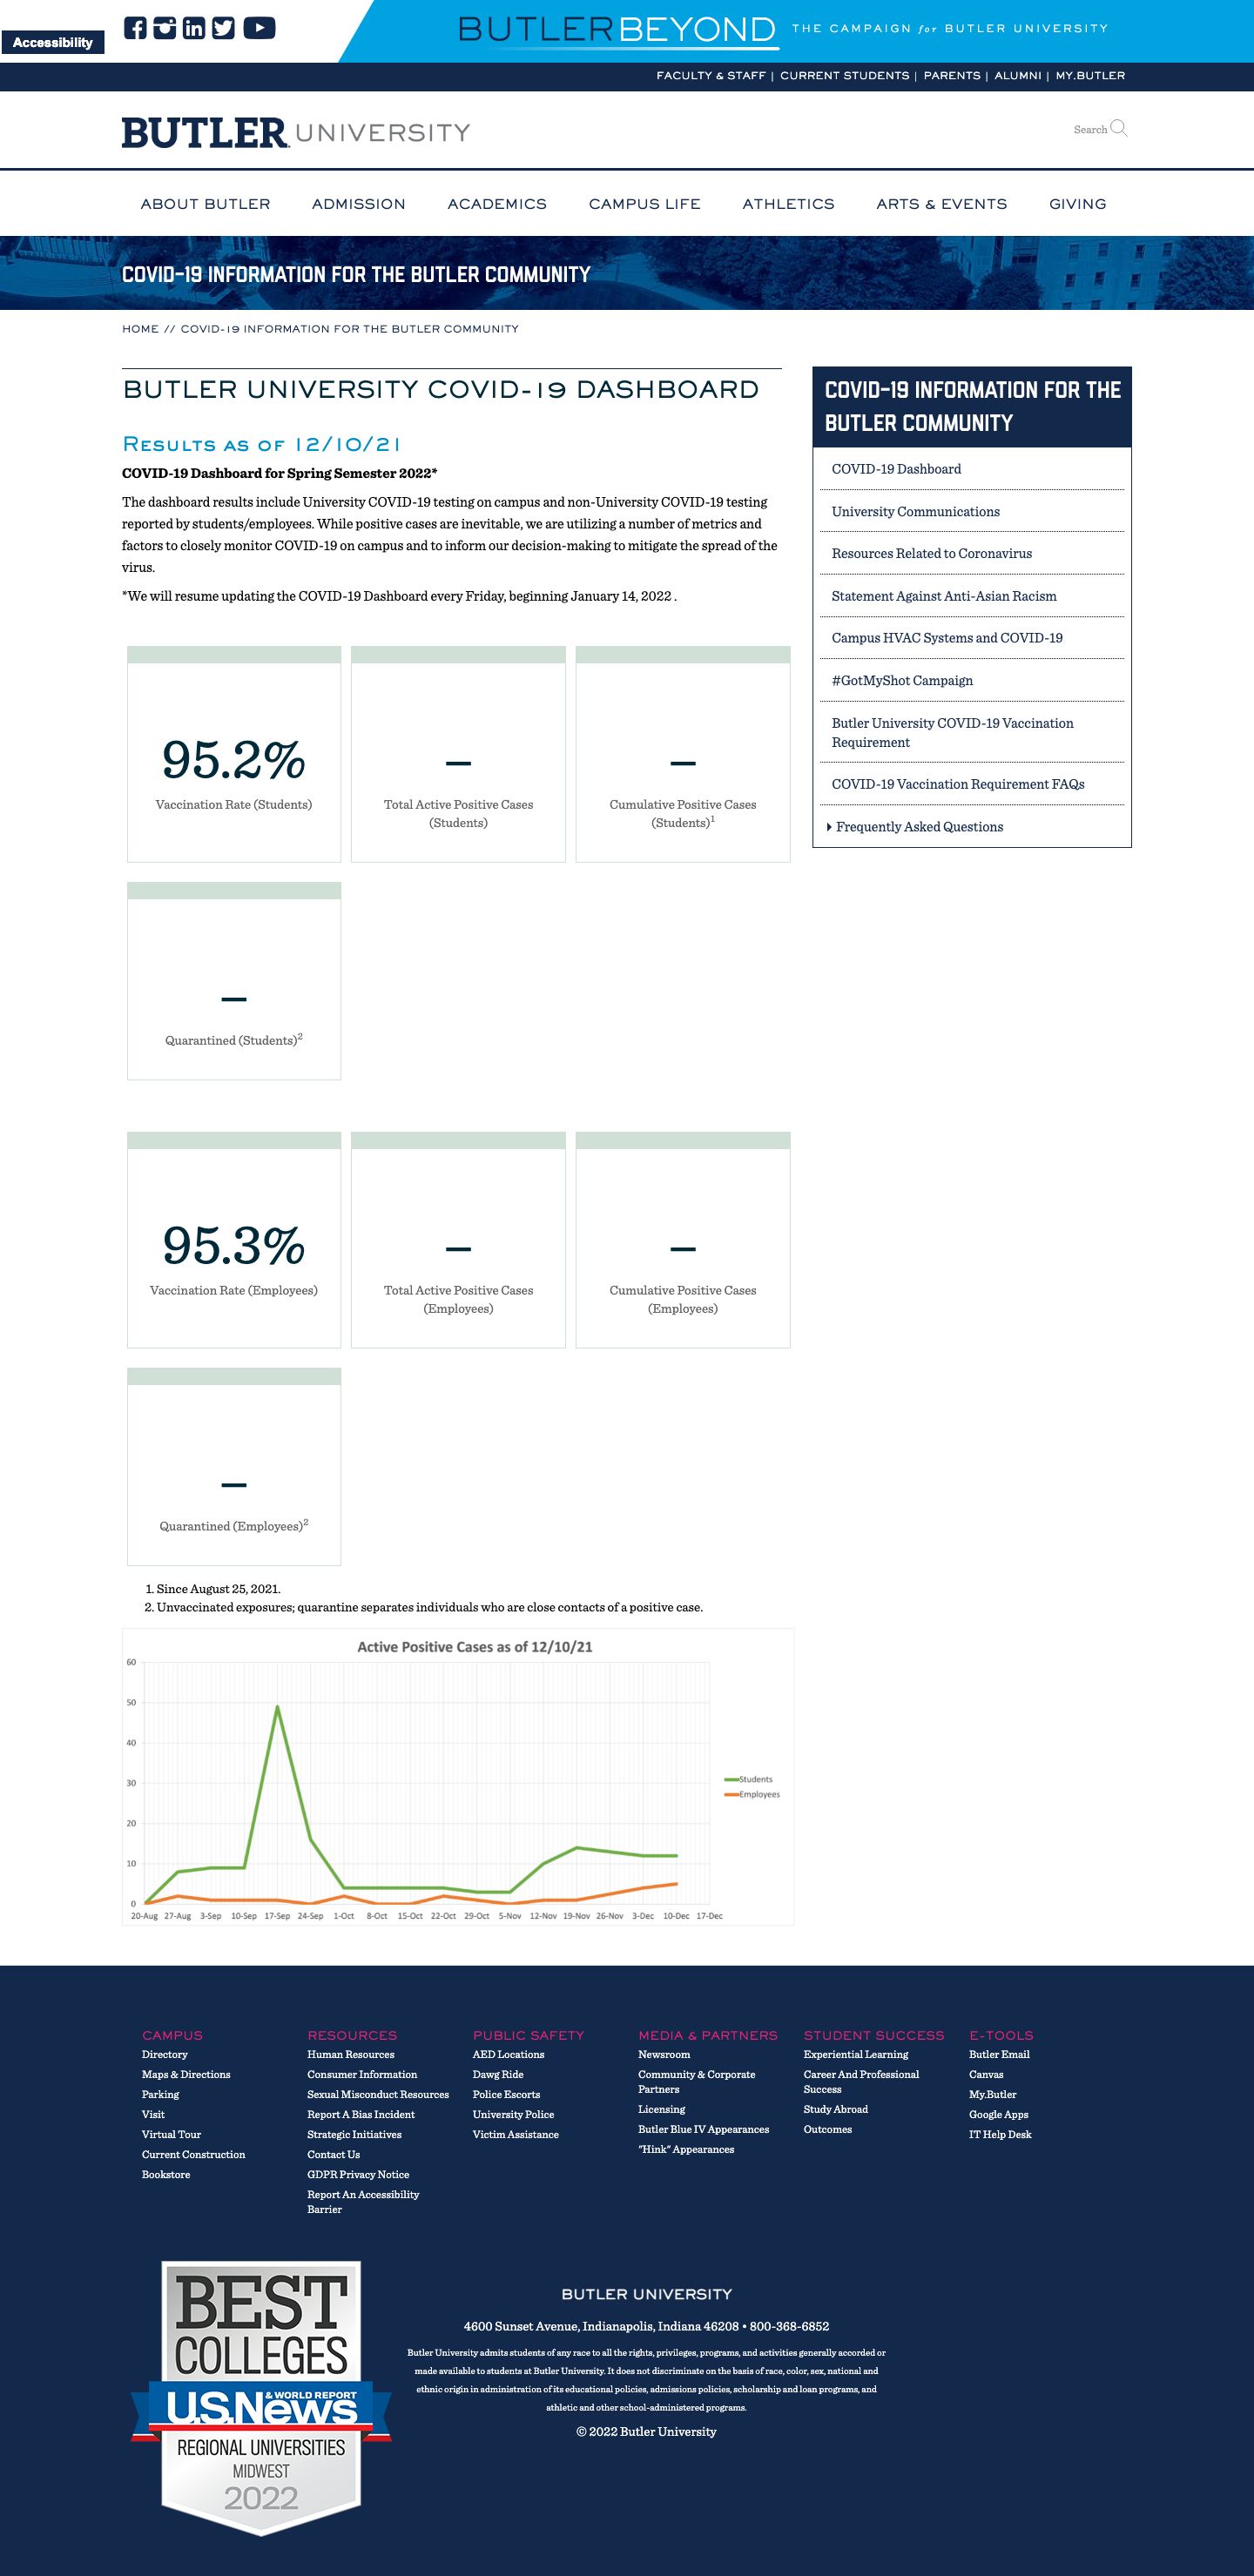 Accessibility
BUTLERBEYOND THE CAMPAIGN for BUTLER UNIVERSITY
FACULTY & STAFF | CURRENT STUDENTS | PARENTS | ALUMNI | MY.BUTLER
BUTLER UNIVERSITY
Search
ABOUT BUTLER ADMISSION ACADEMICS CAMPUS LIFE ATHLETICS ARTS & EVENTS GIVING
COVID-19 INFORMATION FOR THE BUTLER COMMUNITY
HOME // COVID-19 INFORMATION FOR THE BUTLER COMMUNITY
BUTLER UNIVERSITY COVID-19 DASHBOARD
RESULTS AS OF 12/10/21
COVID-19 Dashboard for Spring Semester 2022*
The dashboard results include University COVID-19 testing on campus and non-University COVID-19 testing
reported by students/employees. While positive cases are inevitable, we are utilizing a number of metrics and
factors to closely monitor COVID-19 on campus and to inform our decision-making to mitigate the spread of the
virus.
*We will resume updating the COVID-19 Dashboard every Friday, beginning January 14, 2022 .
95.2%
Vaccination Rate (Students)
–
Total Active Positive Cases
(Students)
–
Cumulative Positive Cases
(Students)1
–
Quarantined (Students)2
95.3%
Vaccination Rate (Employees)
–
Total Active Positive Cases
(Employees)
–
Cumulative Positive Cases
(Employees)
–
Quarantined (Employees)2
1. Since August 25, 2021.
2. Unvaccinated exposures; quarantine separates individuals who are close contacts of a positive case.
Active Positive Cases as of 12/10/21
60
50
40
30
20
10
0
20-Aug 27-Aug 3-Sep 10-Sep 17-Sep 24-Sep 1-Oct 8-Oct 15-Oct 22-Oct 29-Oct 5-Nov 12-Nov 19-Nov 26-Nov 3-Dec 10-Dec 17-Dec
Students
Employees
COVID-19 INFORMATION FOR THE
BUTLER COMMUNITY
COVID-19 Dashboard
University Communications
Resources Related to Coronavirus
Statement Against Anti-Asian Racism
Campus HVAC Systems and COVID-19
#GotMyShot Campaign
Butler University COVID-19 Vaccination
Requirement
COVID-19 Vaccination Requirement FAQs
Frequently Asked Questions
CAMPUS
Directory
Maps & Directions
Parking
Visit
Virtual Tour
Current Construction
Bookstore
RESOURCES
Human Resources
Consumer Information
Sexual Misconduct Resources
Report A Bias Incident
Strategic Initiatives
Contact Us
GDPR Privacy Notice
Report An Accessibility
Barrier
PUBLIC SAFETY
AED Locations
Dawg Ride
Police Escorts
University Police
Victim Assistance
MEDIA & PARTNERS
Newsroom
Community & Corporate
Partners
Licensing
Butler Blue IV Appearances
"Hink" Appearances
STUDENT SUCCESS
Experiential Learning
Career And Professional
Success
Study Abroad
Outcomes
E-TOOLS
Butler Email
Canvas
My.Butler
Google Apps
IT Help Desk
BEST
COLLEGES
U.S.News & WORLD REPORT
REGIONAL UNIVERSITIES
MIDWEST
2022
BUTLER UNIVERSITY
4600 Sunset Avenue, Indianapolis, Indiana 46208 • 800-368-6852
Butler University admits students of any race to all the rights, privileges, programs, and activities generally accorded or
made available to students at Butler University. It does not discriminate on the basis of race, color, sex, national and
ethnic origin in administration of its educational policies, admissions policies, scholarship and loan programs, and
athletic and other school-administered programs.
© 2022 Butler University